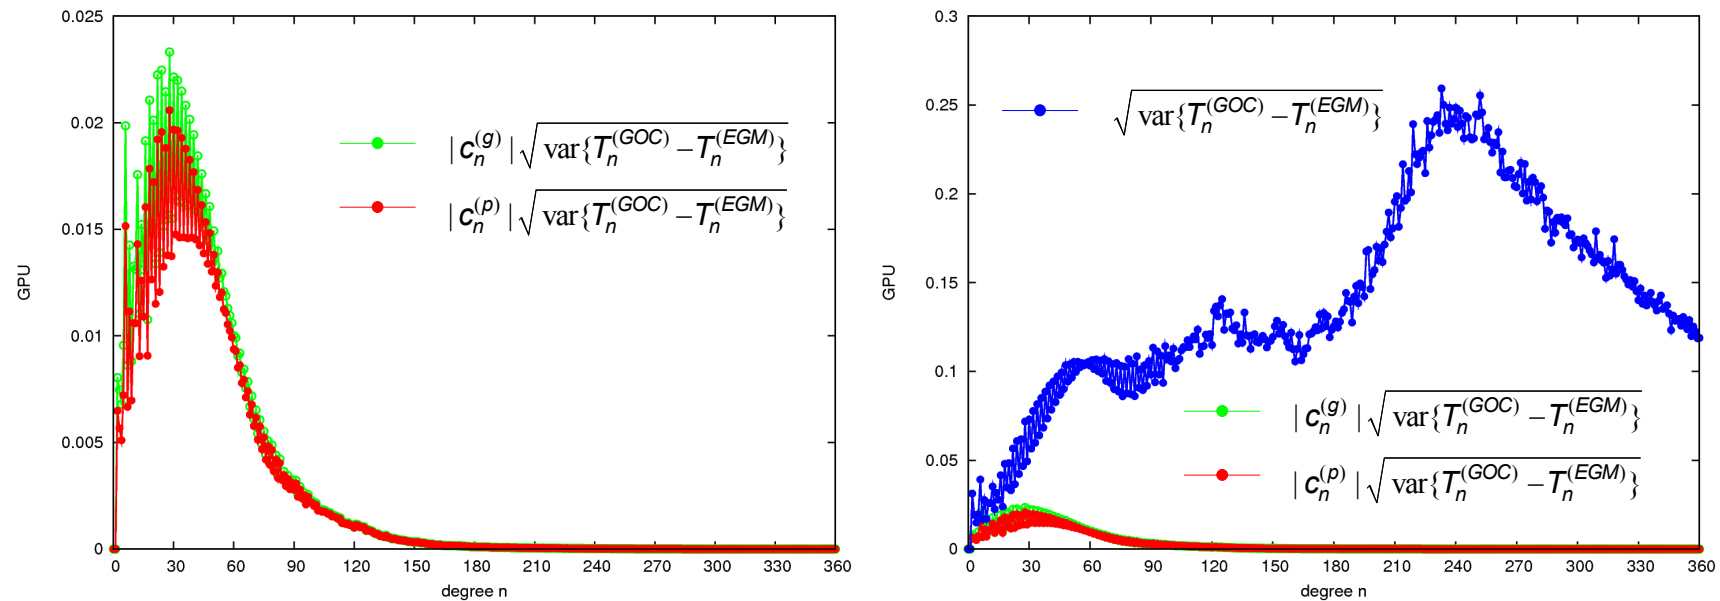 0.025
0.02
0.015
0.01
0.005
0
GPU
0 30 60 90 120 150 180 210 240 270 300 330 360
degree n
| c_n^{(g)} | √var{T_n^{(GOC)} − T_n^{(EGM)}}
| c_n^{(p)} | √var{T_n^{(GOC)} − T_n^{(EGM)}}
0.3
0.25
0.2
0.15
0.1
0.05
0
GPU
0 30 60 90 120 150 180 210 240 270 300 330 360
degree n
√var{T_n^{(GOC)} − T_n^{(EGM)}}
| c_n^{(g)} | √var{T_n^{(GOC)} − T_n^{(EGM)}}
| c_n^{(p)} | √var{T_n^{(GOC)} − T_n^{(EGM)}}